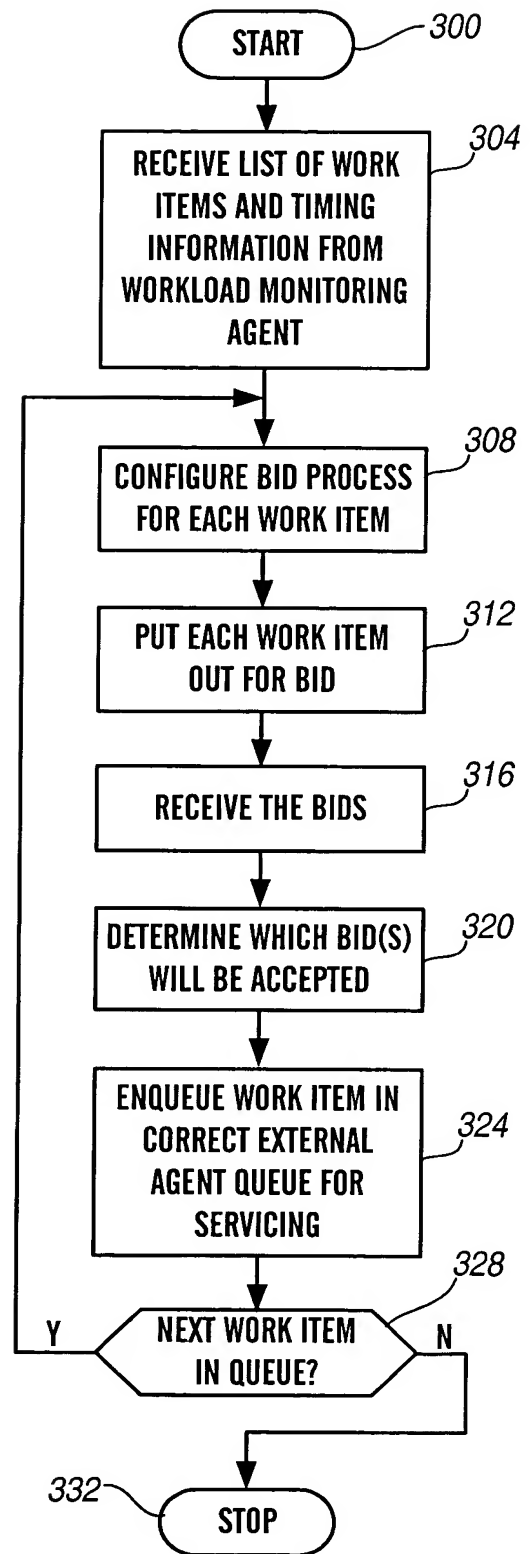 START
300
304
RECEIVE LIST OF WORK
ITEMS AND TIMING
INFORMATION FROM
WORKLOAD MONITORING
AGENT
308
CONFIGURE BID PROCESS
FOR EACH WORK ITEM
312
PUT EACH WORK ITEM
OUT FOR BID
316
RECEIVE THE BIDS
320
DETERMINE WHICH BID(S)
WILL BE ACCEPTED
324
ENQUEUE WORK ITEM IN
CORRECT EXTERNAL
AGENT QUEUE FOR
SERVICING
328
Y
NEXT WORK ITEM
IN QUEUE?
N
332
STOP